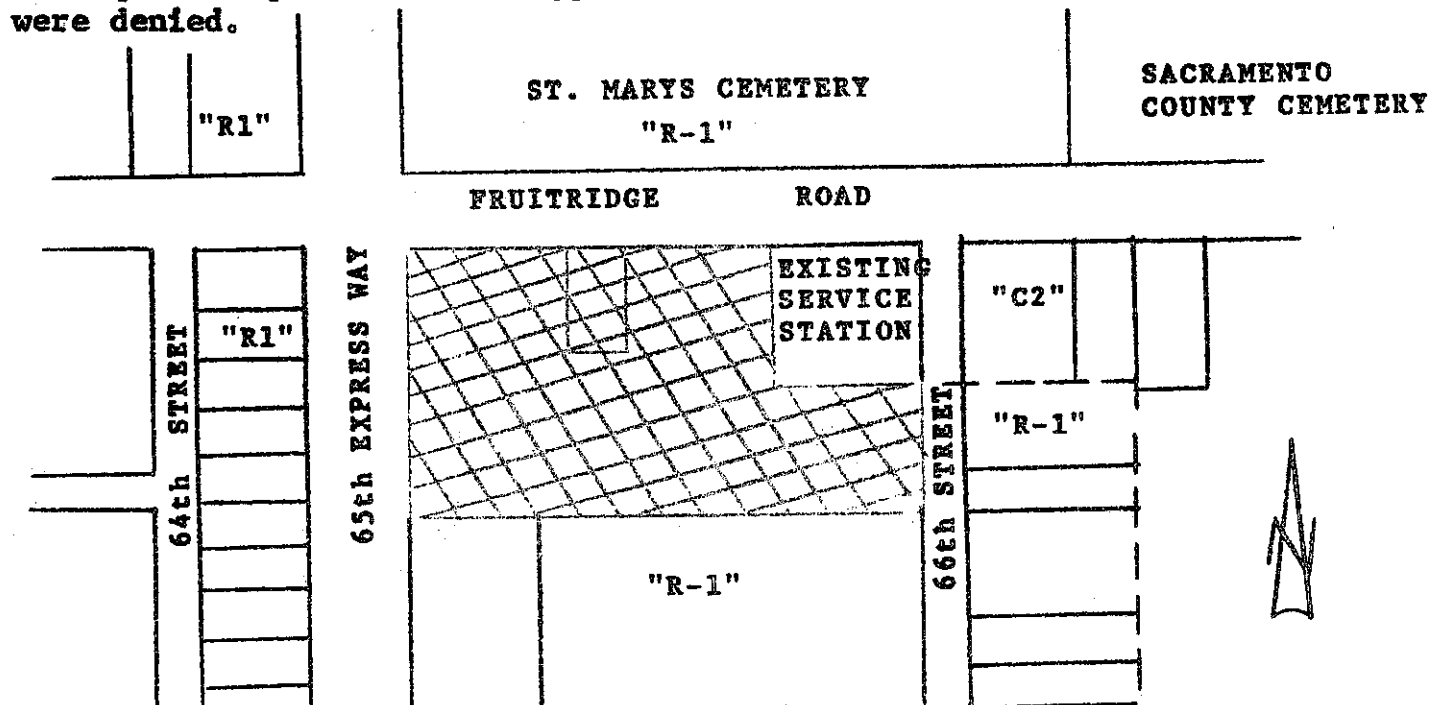 were denied.
ST. MARYS CEMETERY
"R-1"
SACRAMENTO
COUNTY CEMETERY
"R1"
FRUITRIDGE ROAD
EXISTING
SERVICE
STATION
"C2"
"R1"
64th STREET
65th EXPRESS WAY
66th STREET
"R-1"
"R-1"
N